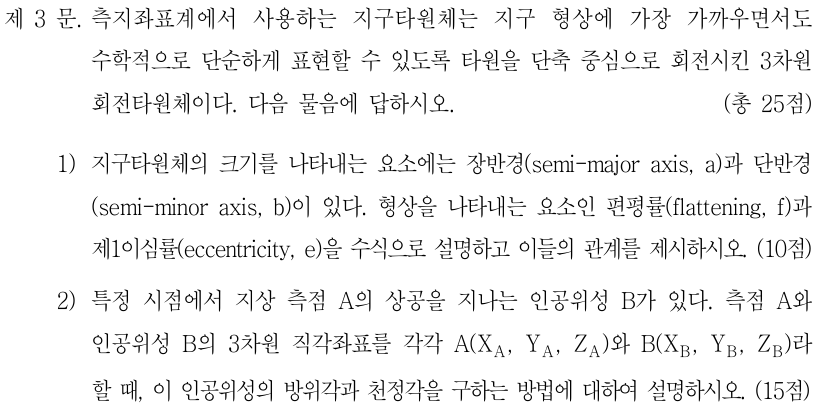 제 3 문. 측지좌표계에서 사용하는 지구타원체는 지구 형상에 가장 가까우면서도
수학적으로 단순하게 표현할 수 있도록 타원을 단축 중심으로 회전시킨 3차원
회전타원체이다. 다음 물음에 답하시오. (총 25점)
1) 지구타원체의 크기를 나타내는 요소에는 장반경(semi-major axis, a)과 단반경
(semi-minor axis, b)이 있다. 형상을 나타내는 요소인 편평률(flattening, f)과
제1이심률(eccentricity, e)을 수식으로 설명하고 이들의 관계를 제시하시오. (10점)
2) 특정 시점에서 지상 측점 A의 상공을 지나는 인공위성 B가 있다. 측점 A와
인공위성 B의 3차원 직각좌표를 각각 A(X_A, Y_A, Z_A)와 B(X_B, Y_B, Z_B)라
할 때, 이 인공위성의 방위각과 천정각을 구하는 방법에 대하여 설명하시오. (15점)